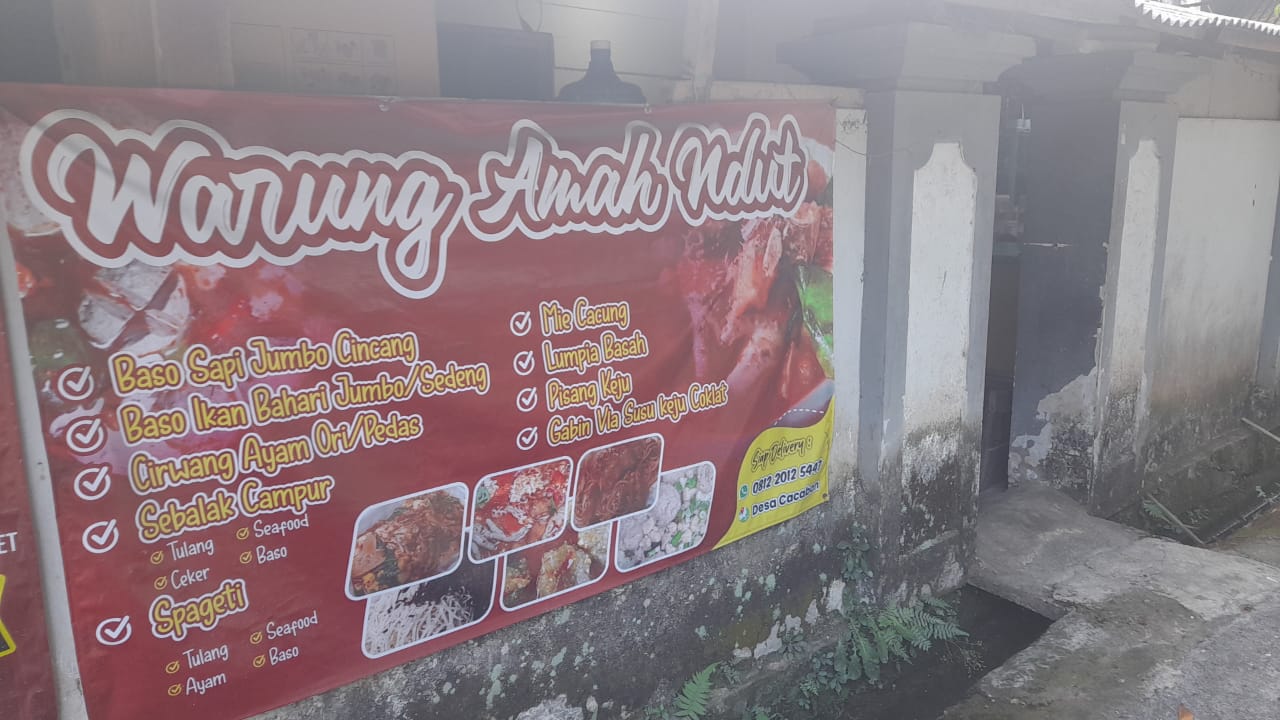 Warung Amah Ndut
Baso Sapi Jumbo Cincang
Baso Ikan Bahari Jumbo/Sedeng
Cirwang Ayam Ori/Pedas
Sebalak Campur
Tulang
Seafood
Ceker
Baso
Spageti
Tulang
Seafood
Ayam
Baso
Mie Cacung
Lumpia Basah
Pisang Keju
Gabin Vla Susu keju Coklat
Siap Delivery :
0812 2012 5447
Desa Cacaban
ET